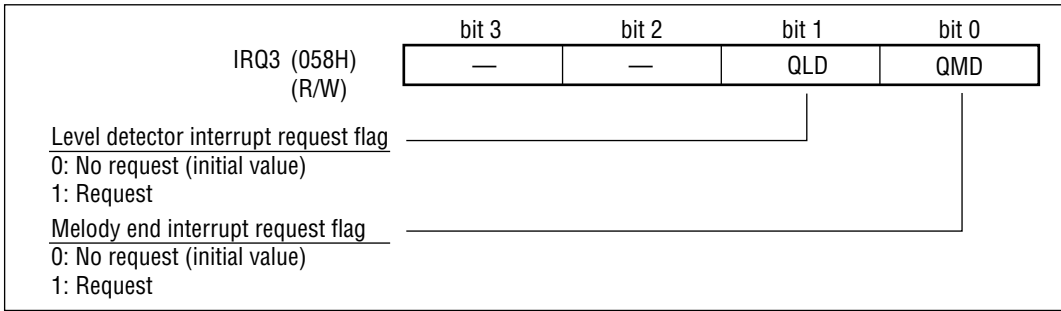 bit 3 bit 2 bit 1 bit 0
IRQ3 (058H) — — QLD QMD
(R/W)
Level detector interrupt request flag
0: No request (initial value)
1: Request
Melody end interrupt request flag
0: No request (initial value)
1: Request